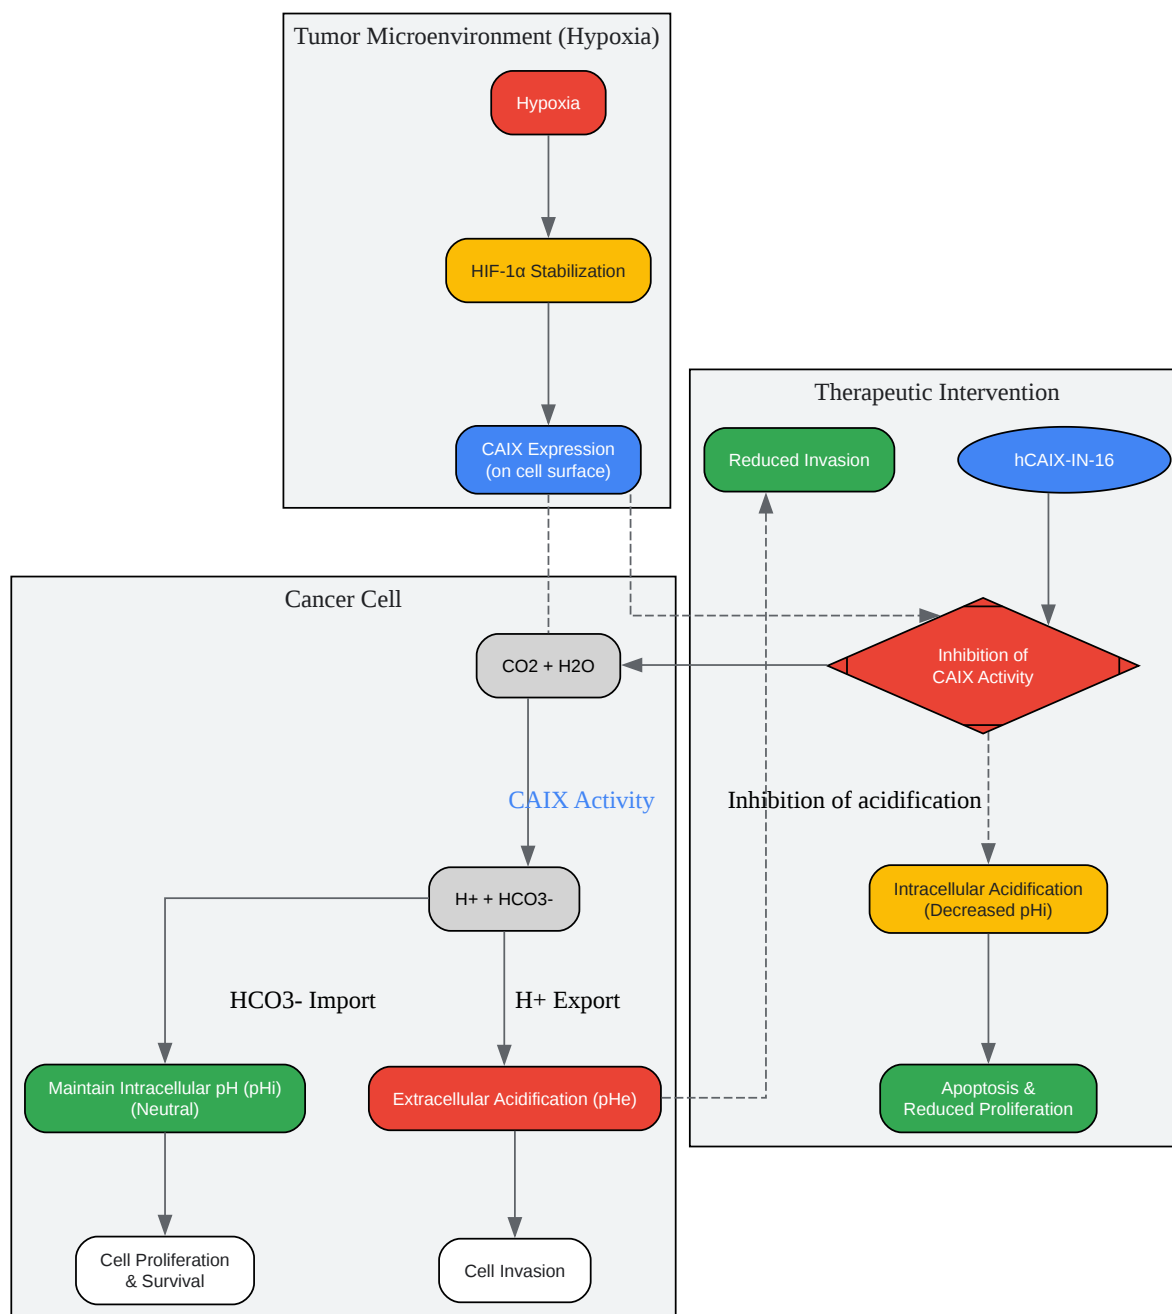 Tumor Microenvironment (Hypoxia)
Hypoxia
HIF-1α Stabilization
CAIX Expression
(on cell surface)
Therapeutic Intervention
Reduced Invasion
hCAIX-IN-16
Inhibition of
CAIX Activity
Inhibition of acidification
Intracellular Acidification
(Decreased pHi)
Apoptosis &
Reduced Proliferation
Cancer Cell
CO2 + H2O
CAIX Activity
H+ + HCO3-
HCO3- Import
H+ Export
Maintain Intracellular pH (pHi)
(Neutral)
Extracellular Acidification (pHe)
Cell Proliferation
& Survival
Cell Invasion